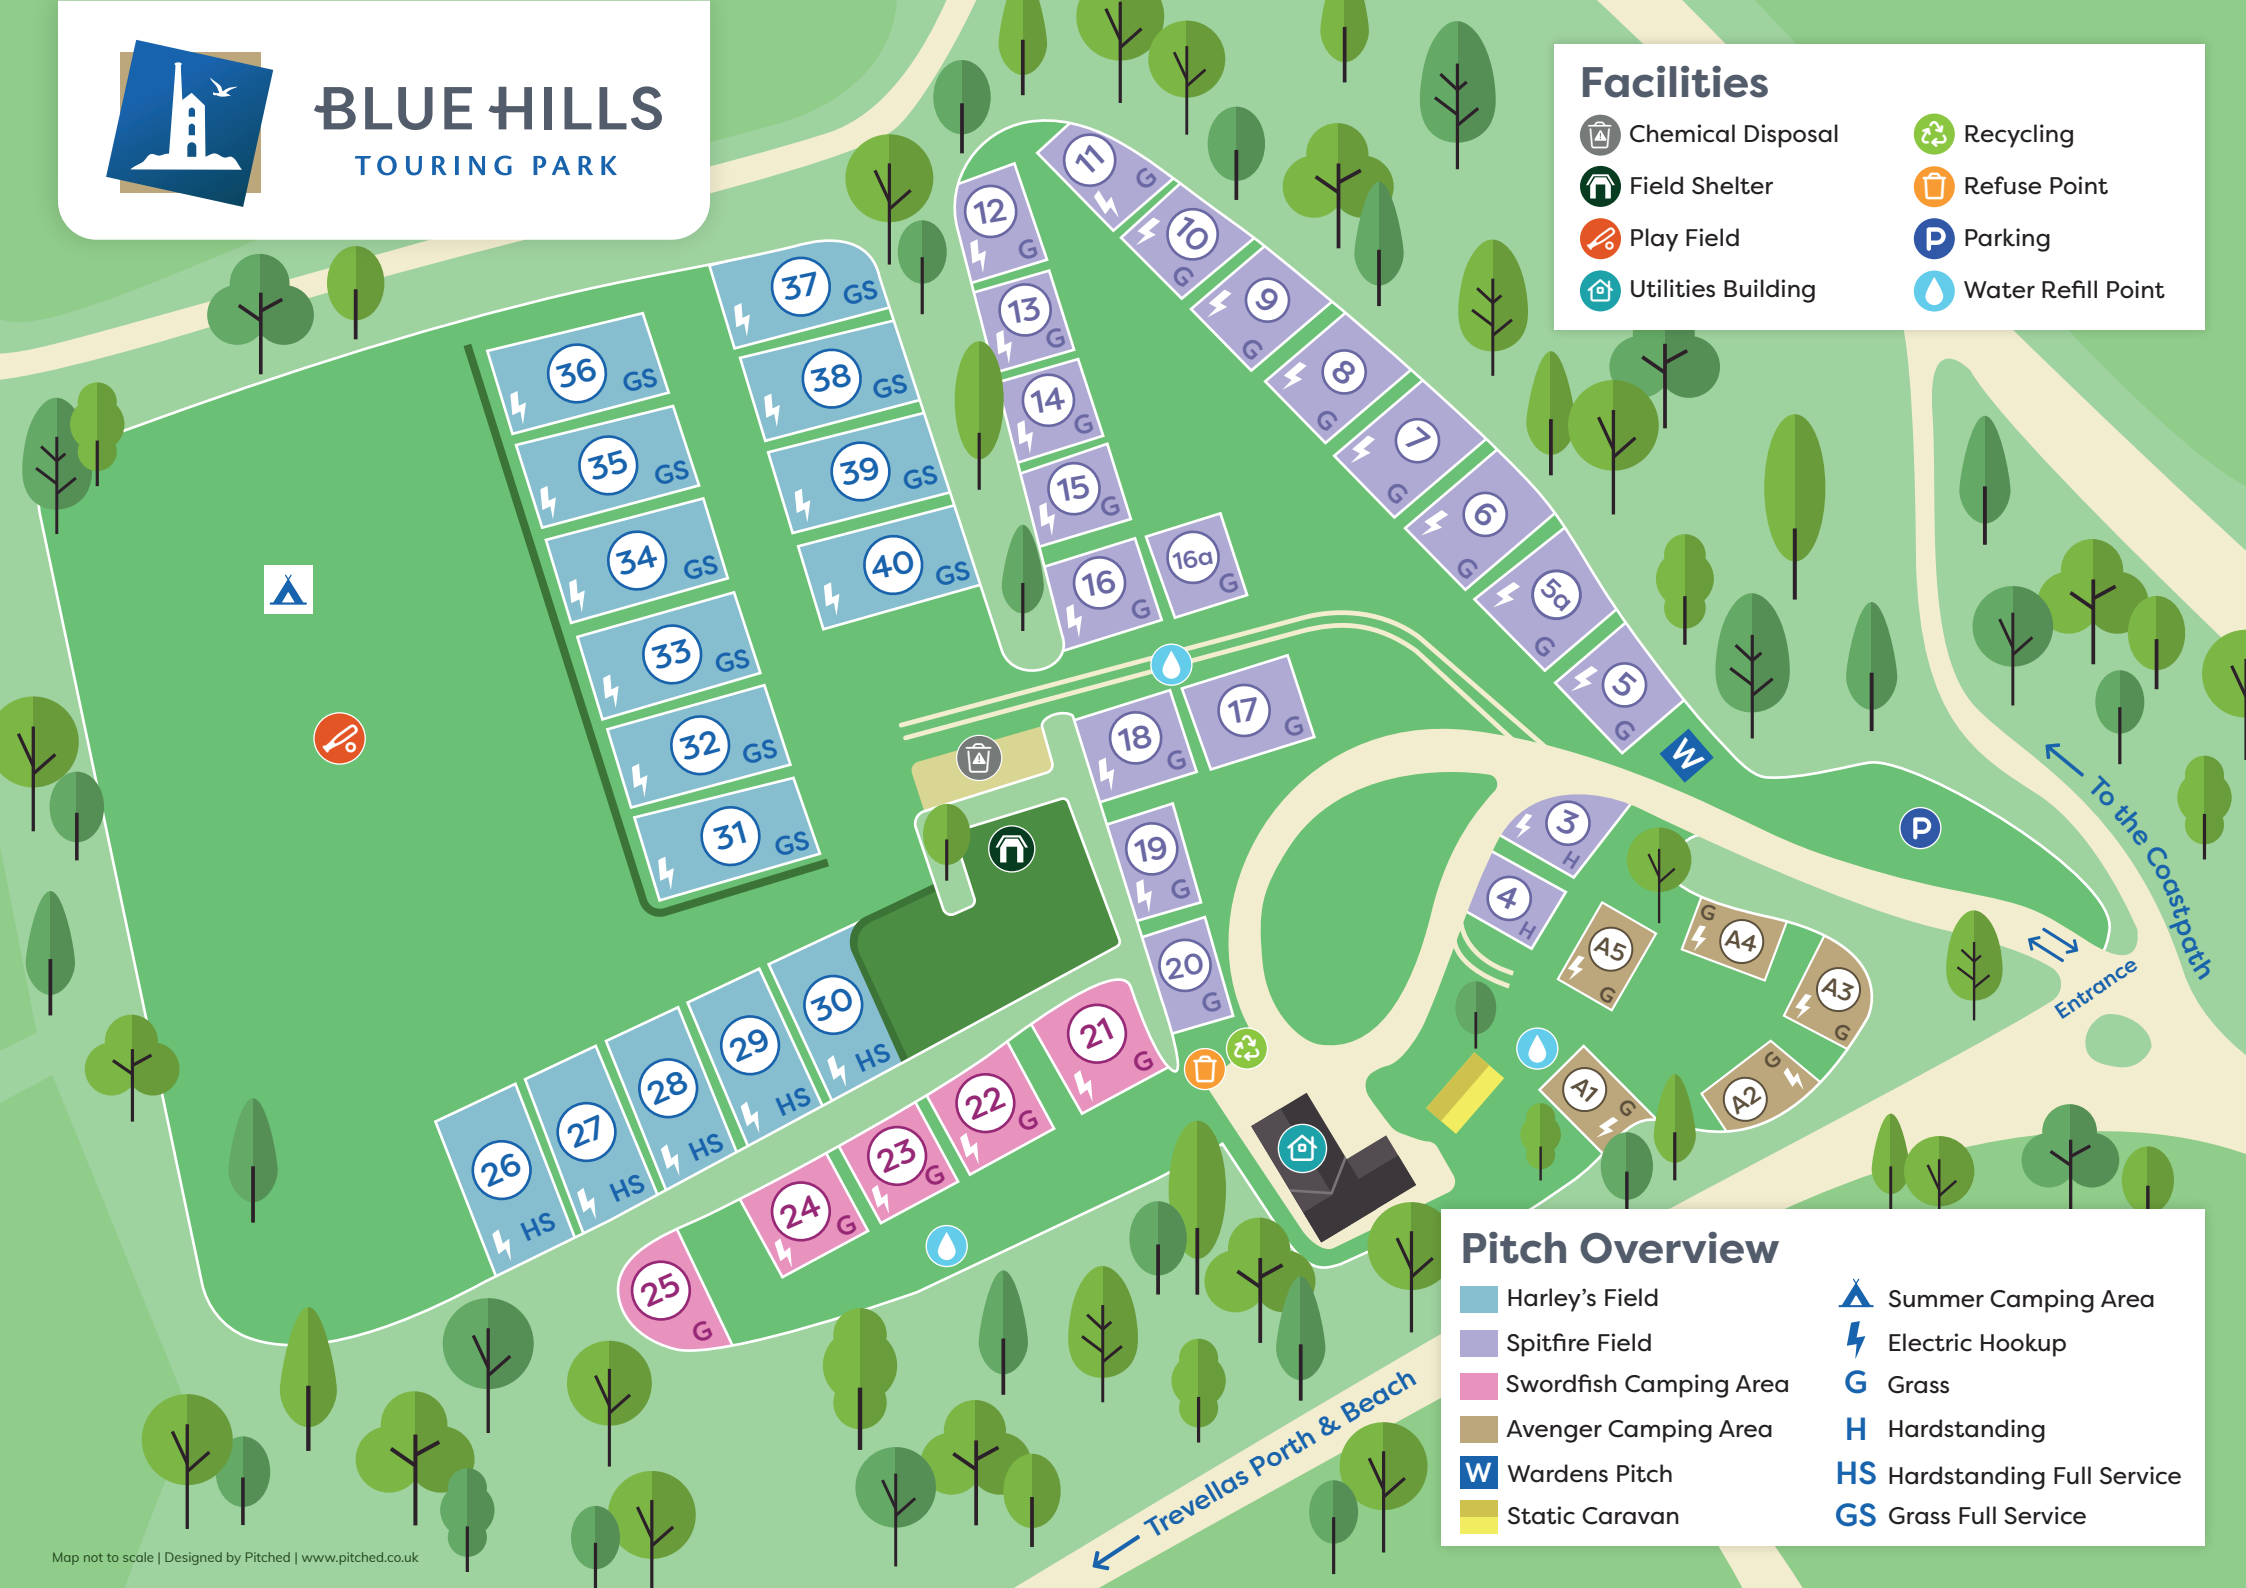 BLUE HILLS
TOURING PARK
Facilities
Chemical Disposal
Field Shelter
Play Field
Utilities Building
Recycling
Refuse Point
P Parking
Water Refill Point
11 G
12 G
10 G
13 G
9 G
14 G
8 G
15 G
7 G
16 G
16a G
6 G
5a G
5 G
W
37 GS
36 GS
38 GS
35 GS
39 GS
34 GS
40 GS
33 GS
32 GS
31 GS
17 G
18 G
19 G
20 G
3 H
4 H
P
To the Coastpath
Entrance
A5 G
A4 G
A3 G
A2 G
A1 G
30 HS
29 HS
28 HS
27 HS
26 HS
21 G
22 G
23 G
24 G
25 G
Trevellas Porth & Beach
Pitch Overview
Harley's Field
Spitfire Field
Swordfish Camping Area
Avenger Camping Area
W Wardens Pitch
Static Caravan
Summer Camping Area
Electric Hookup
G Grass
H Hardstanding
HS Hardstanding Full Service
GS Grass Full Service
Map not to scale | Designed by Pitched | www.pitched.co.uk